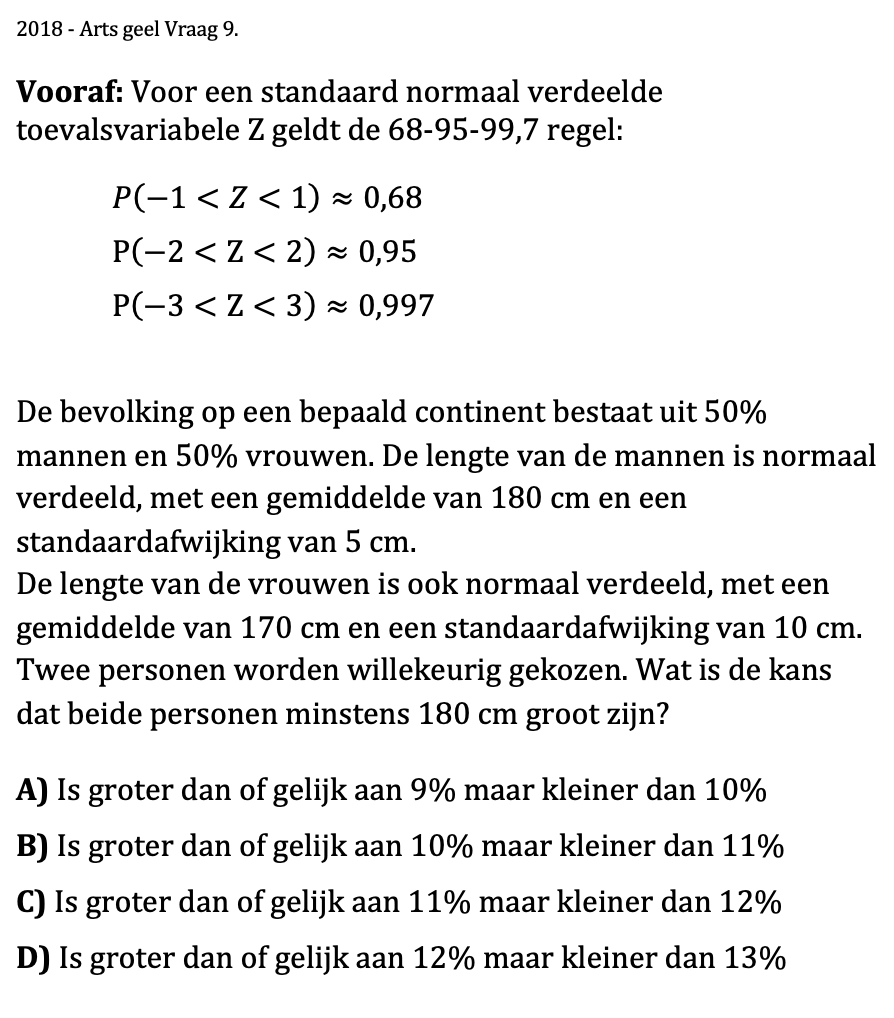 2018 - Arts geel Vraag 9.
Vooraf: Voor een standaard normaal verdeelde
toevalsvariabele Z geldt de 68-95-99,7 regel:
P(−1 < Z < 1) ≈ 0,68
P(−2 < Z < 2) ≈ 0,95
P(−3 < Z < 3) ≈ 0,997
De bevolking op een bepaald continent bestaat uit 50%
mannen en 50% vrouwen. De lengte van de mannen is normaal
verdeeld, met een gemiddelde van 180 cm en een
standaardafwijking van 5 cm.
De lengte van de vrouwen is ook normaal verdeeld, met een
gemiddelde van 170 cm en een standaardafwijking van 10 cm.
Twee personen worden willekeurig gekozen. Wat is de kans
dat beide personen minstens 180 cm groot zijn?
A) Is groter dan of gelijk aan 9% maar kleiner dan 10%
B) Is groter dan of gelijk aan 10% maar kleiner dan 11%
C) Is groter dan of gelijk aan 11% maar kleiner dan 12%
D) Is groter dan of gelijk aan 12% maar kleiner dan 13%